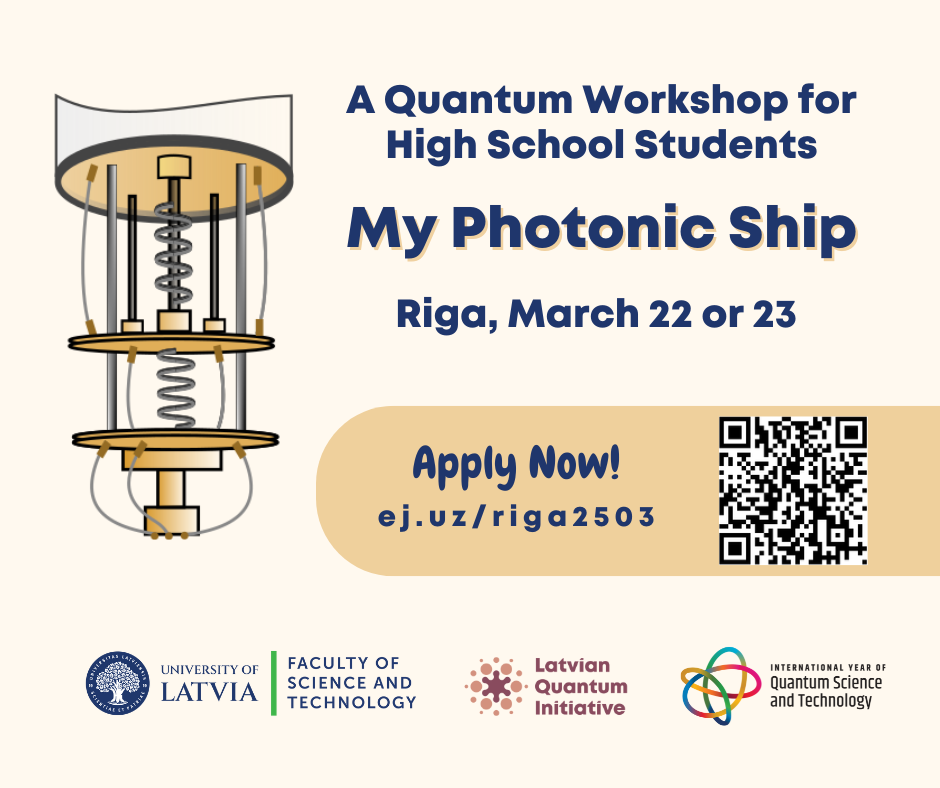 A Quantum Workshop for
High School Students
My Photonic Ship
Riga, March 22 or 23
Apply Now!
ej.uz/riga2503
UNIVERSITY OF
LATVIA
FACULTY OF
SCIENCE AND
TECHNOLOGY
Latvian
Quantum
Initiative
INTERNATIONAL YEAR OF
Quantum Science
and Technology